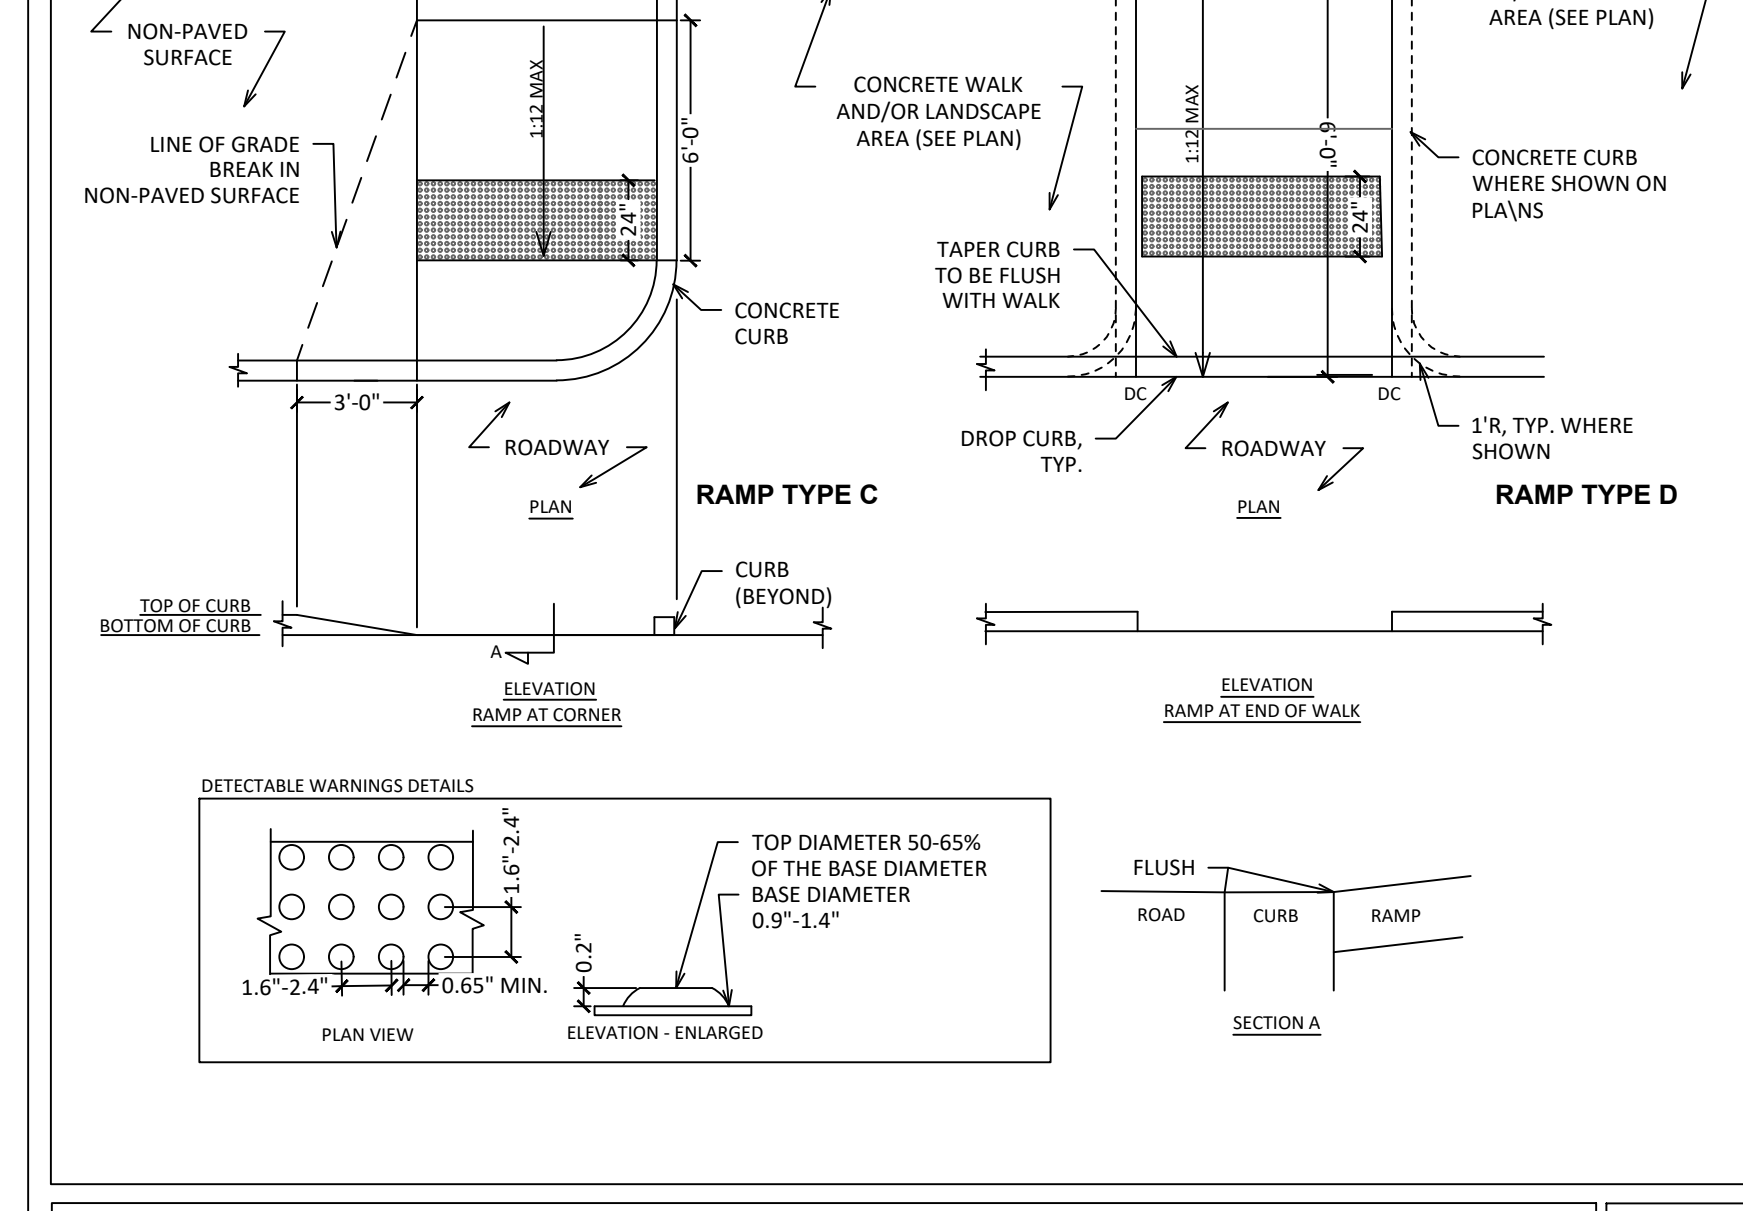 NON-PAVED
SURFACE
LINE OF GRADE
BREAK IN
NON-PAVED SURFACE
1:12 MAX
24"
6'-0"
CONCRETE
CURB
3'-0"
ROADWAY
PLAN
RAMP TYPE C
CONCRETE WALK
AND/OR LANDSCAPE
AREA (SEE PLAN)
AREA (SEE PLAN)
1:12 MAX
6'-0"
24"
CONCRETE CURB
WHERE SHOWN ON
PLA\NS
TAPER CURB
TO BE FLUSH
WITH WALK
DC
DC
DROP CURB,
TYP.
ROADWAY
1'R, TYP. WHERE
SHOWN
PLAN
RAMP TYPE D
CURB
(BEYOND)
TOP OF CURB
BOTTOM OF CURB
A
ELEVATION
RAMP AT CORNER
ELEVATION
RAMP AT END OF WALK
DETECTABLE WARNINGS DETAILS
1.6"-2.4"
1.6"-2.4"
0.65" MIN.
PLAN VIEW
TOP DIAMETER 50-65%
OF THE BASE DIAMETER
BASE DIAMETER
0.9"-1.4"
0.2"
ELEVATION - ENLARGED
FLUSH
ROAD
CURB
RAMP
SECTION A